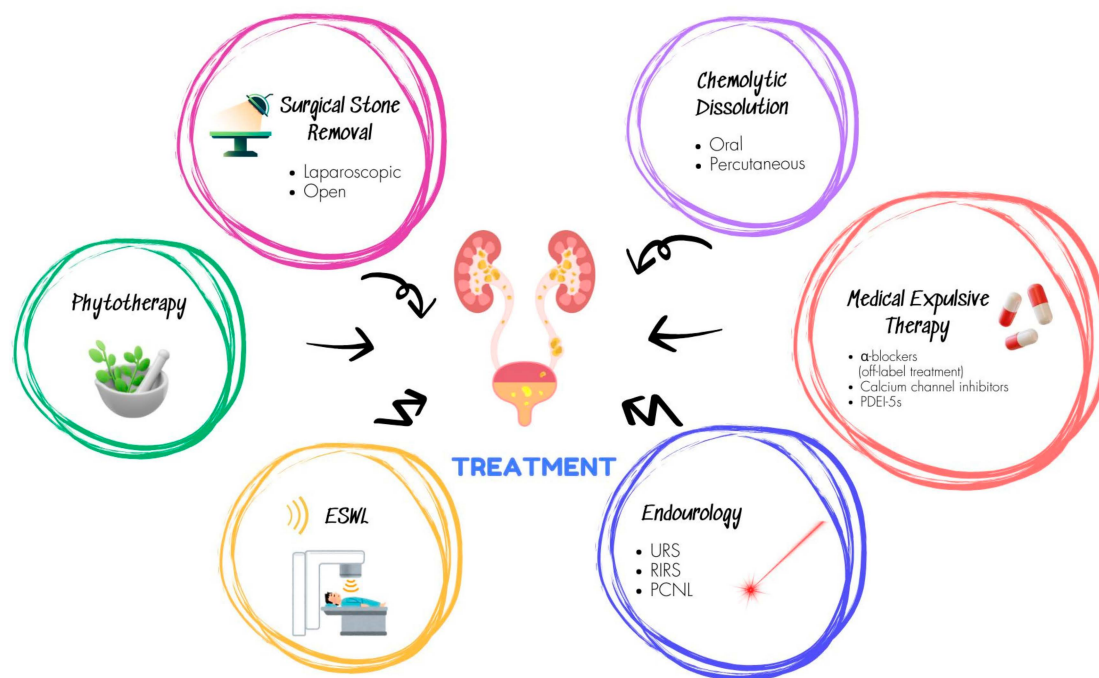 Surgical Stone
Removal
• Laparoscopic
• Open
Chemolytic
Dissolution
• Oral
• Percutaneous
Phytotherapy
Medical Expulsive
Therapy
• α-blockers
(off-label treatment)
• Calcium channel inhibitors
• PDEI-5s
TREATMENT
ESWL
Endourology
• URS
• RIRS
• PCNL